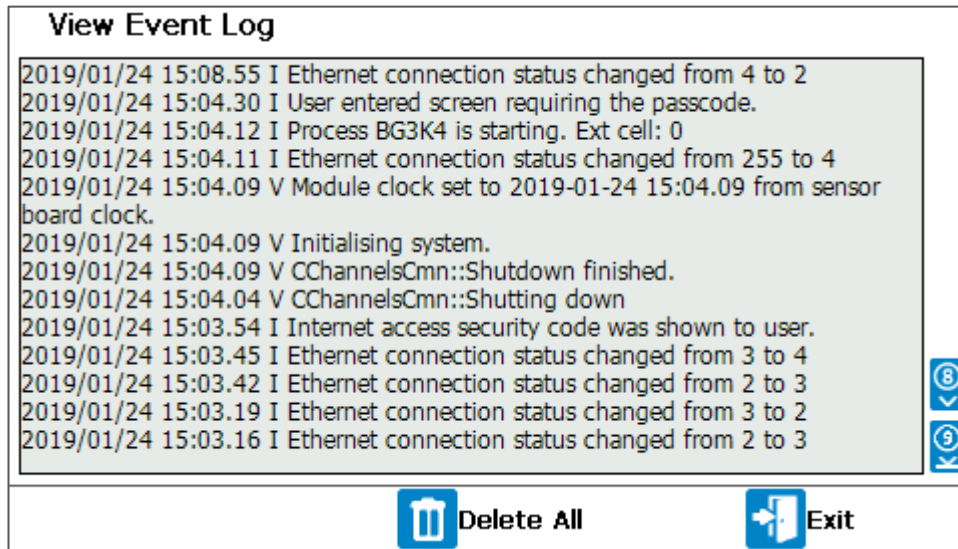 View Event Log
2019/01/24 15:08.55 I Ethernet connection status changed from 4 to 2
2019/01/24 15:04.30 I User entered screen requiring the passcode.
2019/01/24 15:04.12 I Process BG3K4 is starting. Ext cell: 0
2019/01/24 15:04.11 I Ethernet connection status changed from 255 to 4
2019/01/24 15:04.09 V Module clock set to 2019-01-24 15:04.09 from sensor
board clock.
2019/01/24 15:04.09 V Initialising system.
2019/01/24 15:04.09 V CChannelsCmn::Shutdown finished.
2019/01/24 15:04.04 V CChannelsCmn::Shutting down
2019/01/24 15:03.54 I Internet access security code was shown to user.
2019/01/24 15:03.45 I Ethernet connection status changed from 3 to 4
2019/01/24 15:03.42 I Ethernet connection status changed from 2 to 3
2019/01/24 15:03.19 I Ethernet connection status changed from 3 to 2
2019/01/24 15:03.16 I Ethernet connection status changed from 2 to 3
8
9
Delete All
Exit